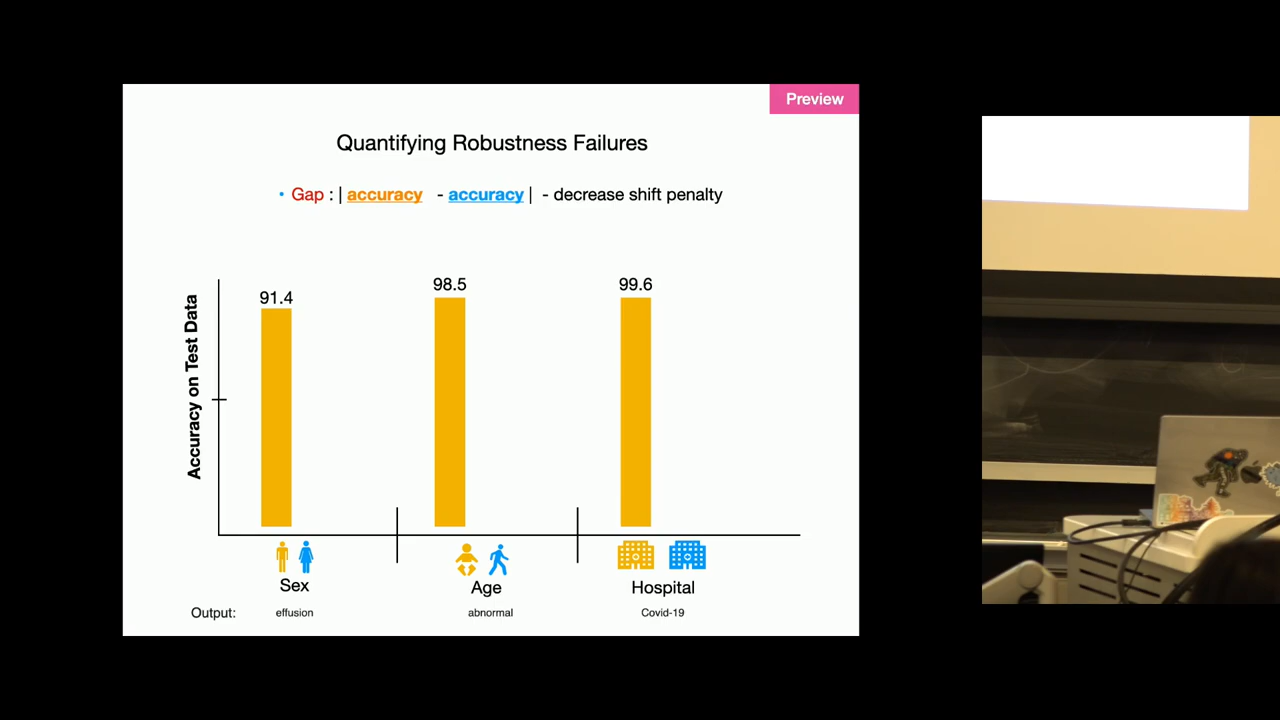 Preview
Quantifying Robustness Failures
• Gap : | accuracy - accuracy | - decrease shift penalty
Accuracy on Test Data
91.4
98.5
99.6
Sex
Age
Hospital
Output:
effusion
abnormal
Covid-19